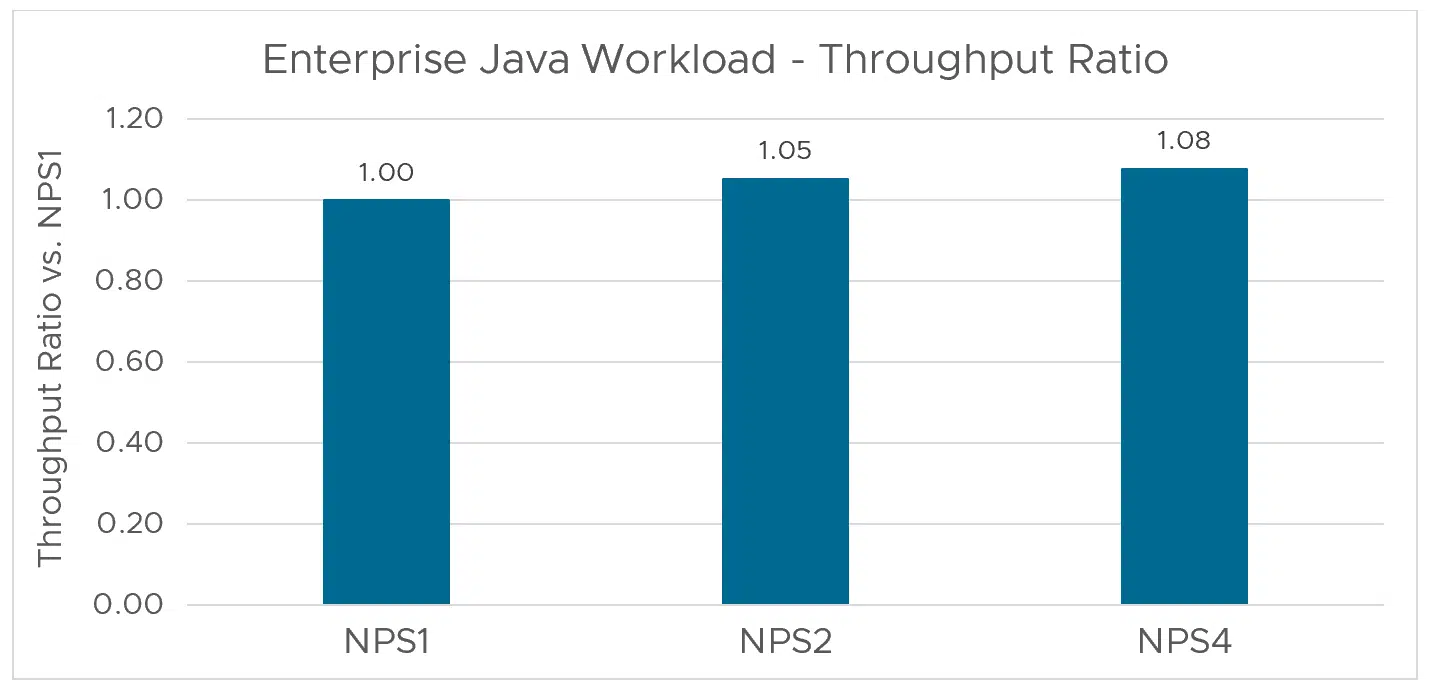 Enterprise Java Workload - Throughput Ratio
Throughput Ratio vs. NPS1
1.20
1.00
0.80
0.60
0.40
0.20
0.00
1.00
1.05
1.08
NPS1
NPS2
NPS4